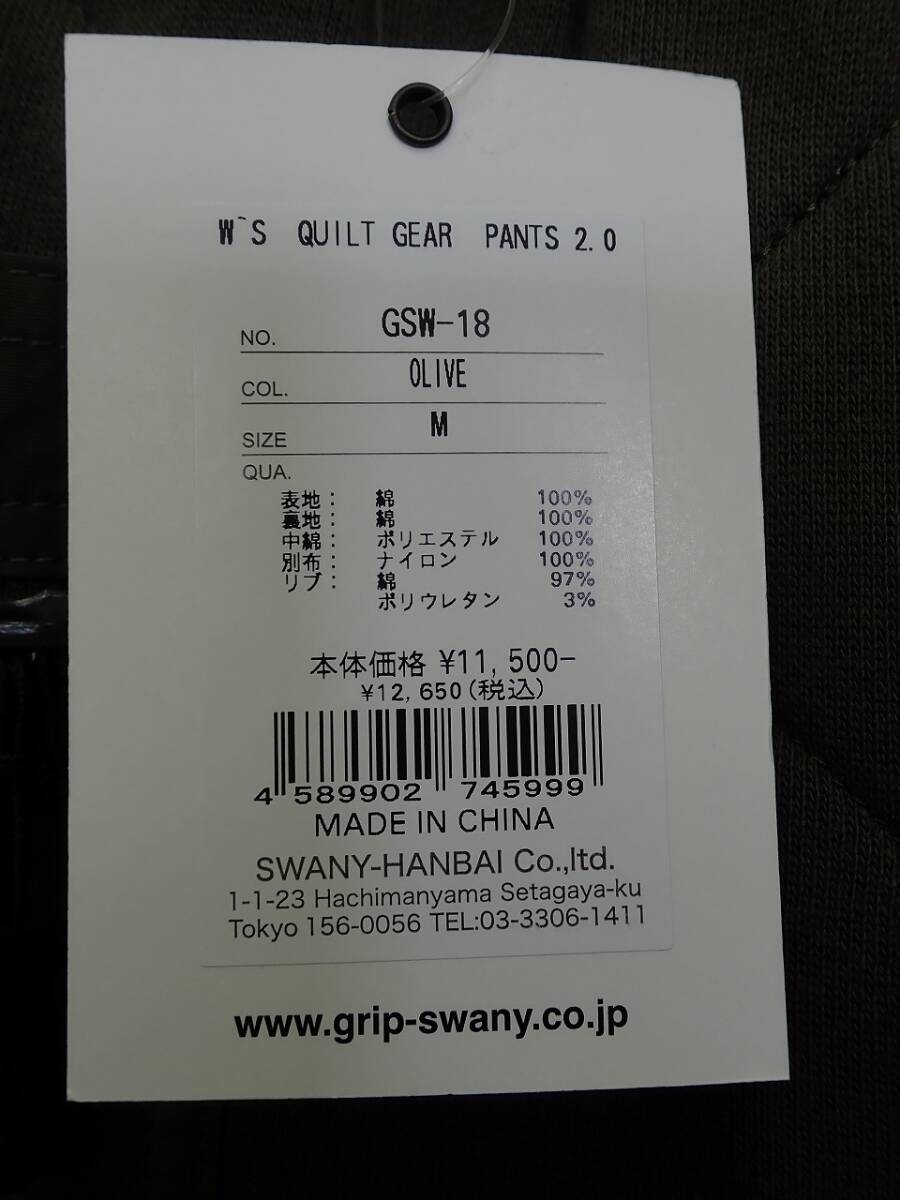 W`S QUILT GEAR PANTS 2.0
NO. GSW-18
COL. OLIVE
SIZE M
QUA.
表地： 綿 100%
裏地： 綿 100%
中綿： ポリエステル 100%
別布： ナイロン 100%
リブ： 綿 97%
ポリウレタン 3%
本体価格 ¥11,500-
¥12,650(税込)
4 589902 745999
MADE IN CHINA
SWANY-HANBAI Co.,ltd.
1-1-23 Hachimanyama Setagaya-ku
Tokyo 156-0056 TEL:03-3306-1411
www.grip-swany.co.jp